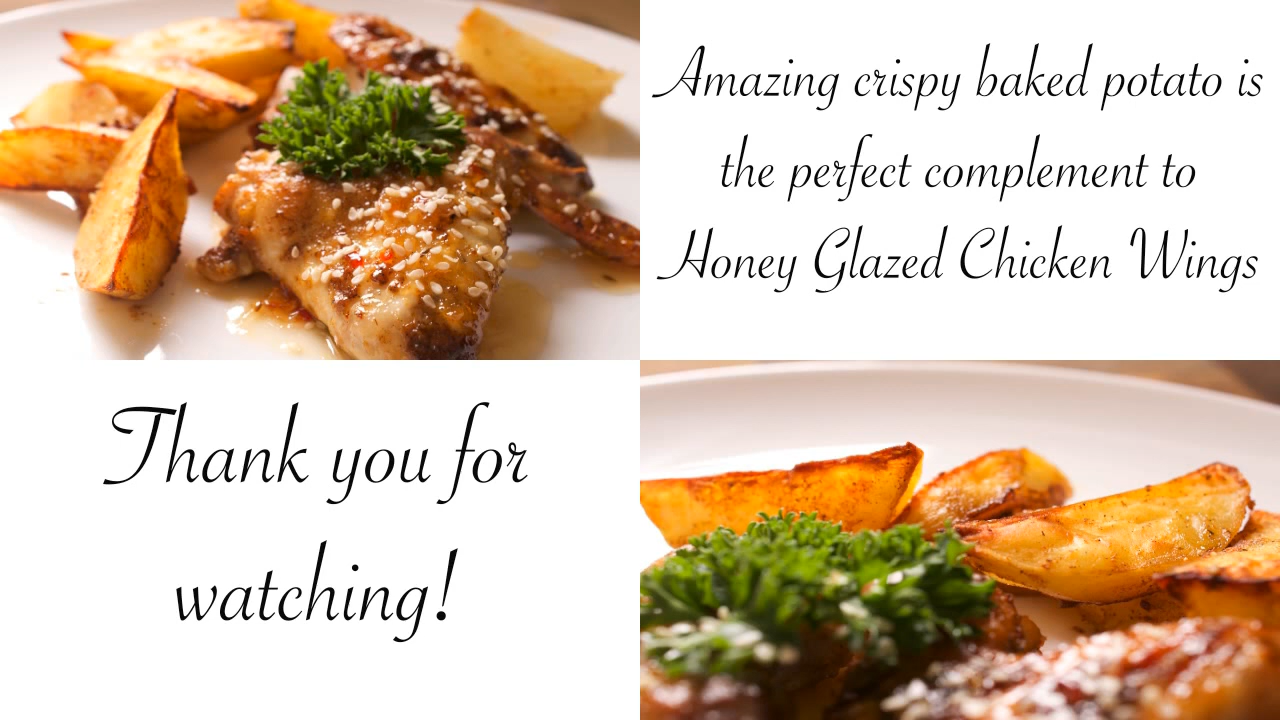 Amazing crispy baked potato is
the perfect complement to
Honey Glazed Chicken Wings
Thank you for
watching!